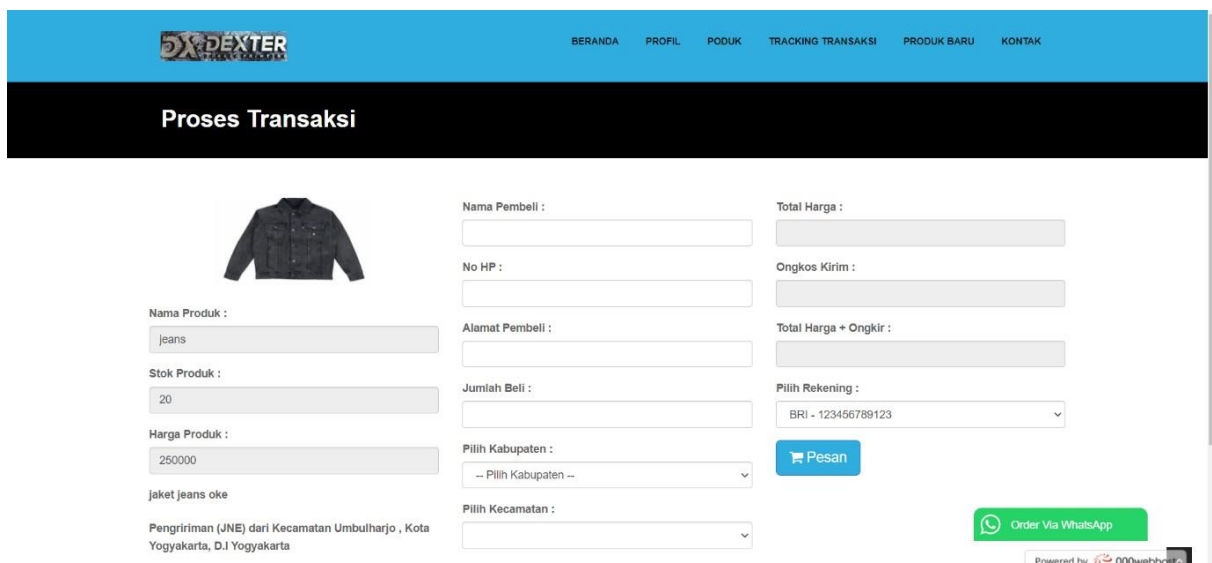 DX DEXTER
BERANDA PROFIL PODUK TRACKING TRANSAKSI PRODUK BARU KONTAK
Proses Transaksi
Nama Produk :
jeans
Stok Produk :
20
Harga Produk :
250000
jaket jeans oke
Pengririman (JNE) dari Kecamatan Umbulharjo , Kota
Yogyakarta, D.I Yogyakarta
Nama Pembeli :
No HP :
Alamat Pembeli :
Jumlah Beli :
Pilih Kabupaten :
-- Pilih Kabupaten --
Pilih Kecamatan :
Total Harga :
Ongkos Kirim :
Total Harga + Ongkir :
Pilih Rekening :
BRI - 123456789123
Pesan
Order Via WhatsApp
Powered by